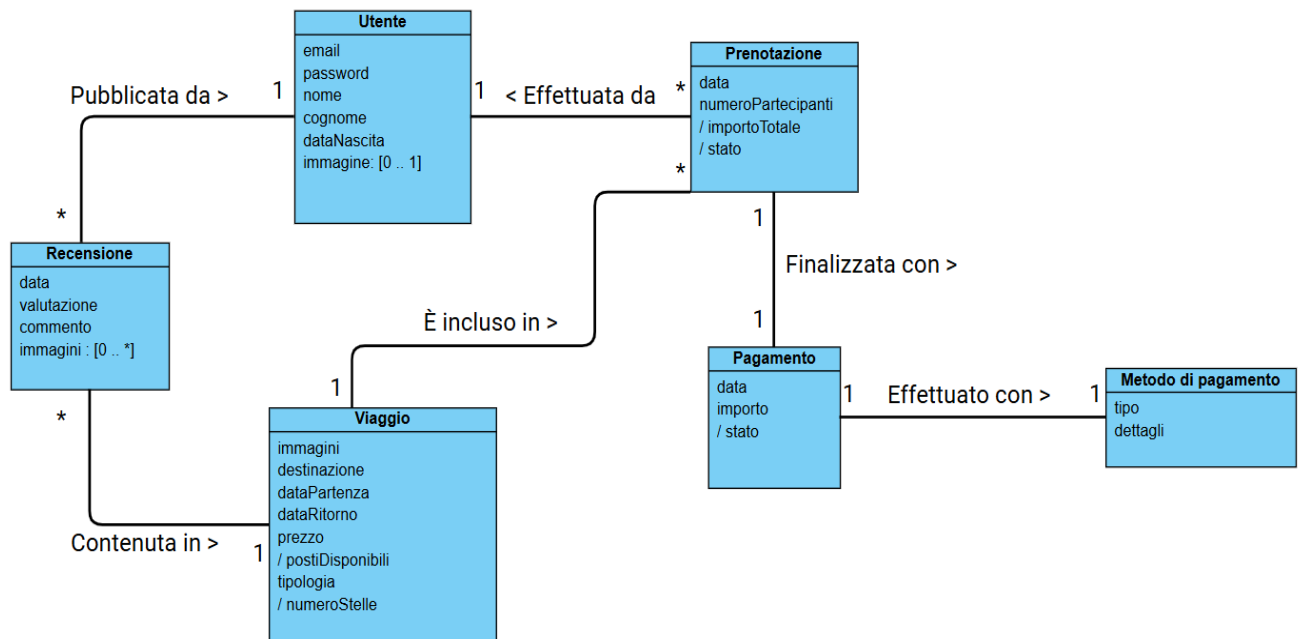 Utente
email
password
nome
cognome
dataNascita
immagine: [0 .. 1]
Pubblicata da >
1
*
1
< Effettuata da
*
Prenotazione
data
numeroPartecipanti
/ importoTotale
/ stato
*
1
Finalizzata con >
1
Recensione
data
valutazione
commento
immagini : [0 .. *]
*
È incluso in >
1
Viaggio
immagini
destinazione
dataPartenza
dataRitorno
prezzo
/ postiDisponibili
tipologia
/ numeroStelle
Contenuta in >
1
Pagamento
data
importo
/ stato
1
Effettuato con >
1
Metodo di pagamento
tipo
dettagli